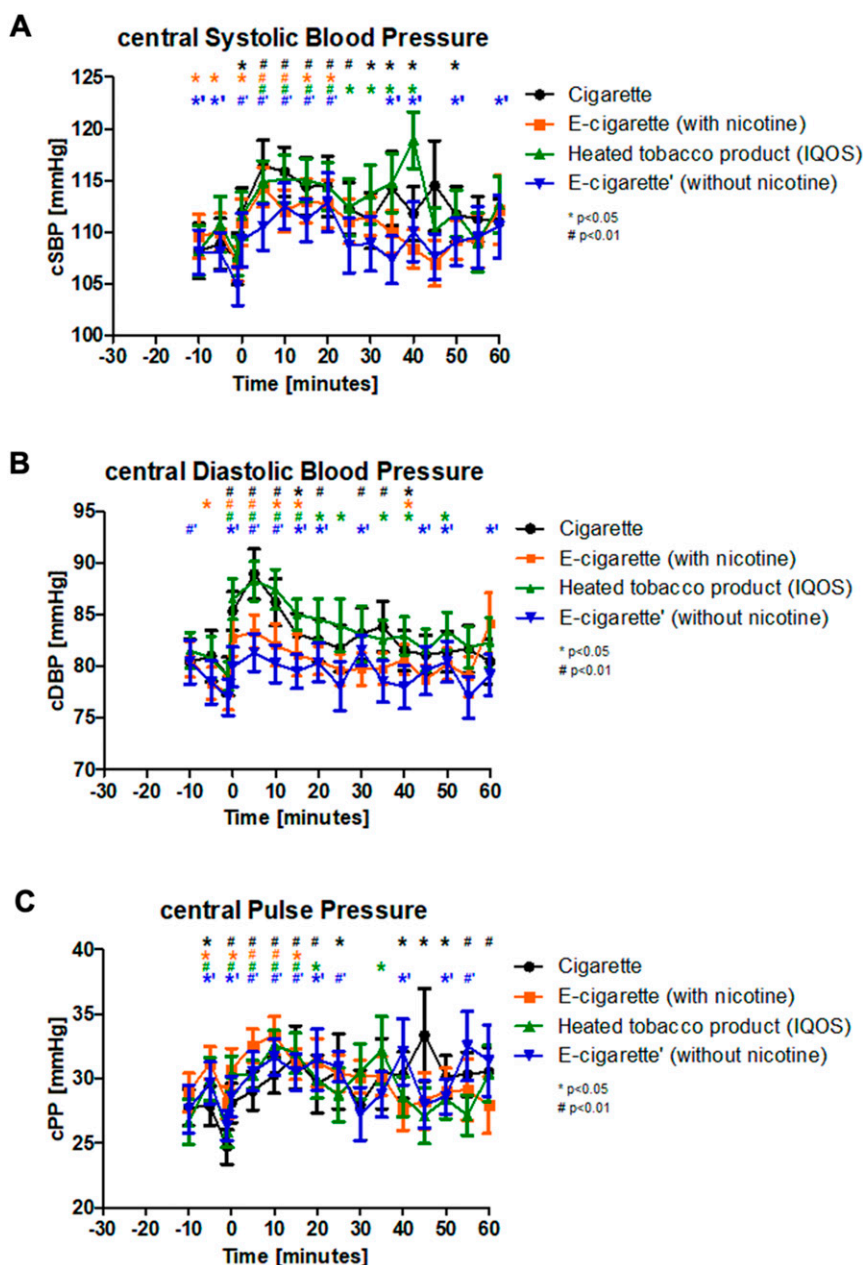 A
central Systolic Blood Pressure
* # # # # # * * * *
* * * # # * *
# # # # * * * *
*' *' #' #' #' #' #' *' *' *' *'
125
120
115
110
105
100
cSBP [mmHg]
-30 -20 -10 0 10 20 30 40 50 60
Time [minutes]
Cigarette
E-cigarette (with nicotine)
Heated tobacco product (IQOS)
E-cigarette' (without nicotine)
* p<0.05
# p<0.01
B
central Diastolic Blood Pressure
# # # * # # # *
* # # * * *
# # # # * * * * *
#' *' #' #' *' *' *' *' *' *'
95
90
85
80
75
70
cDBP [mmHg]
-30 -20 -10 0 10 20 30 40 50 60
Time [minutes]
Cigarette
E-cigarette (with nicotine)
Heated tobacco product (IQOS)
E-cigarette' (without nicotine)
* p<0.05
# p<0.01
C
central Pulse Pressure
* # # # # # * * * * # #
* * # # *
# # # # # * *
*' *' #' #' #' *' #' *' *' #'
40
35
30
25
20
cPP [mmHg]
-30 -20 -10 0 10 20 30 40 50 60
Time [minutes]
Cigarette
E-cigarette (with nicotine)
Heated tobacco product (IQOS)
E-cigarette' (without nicotine)
* p<0.05
# p<0.01